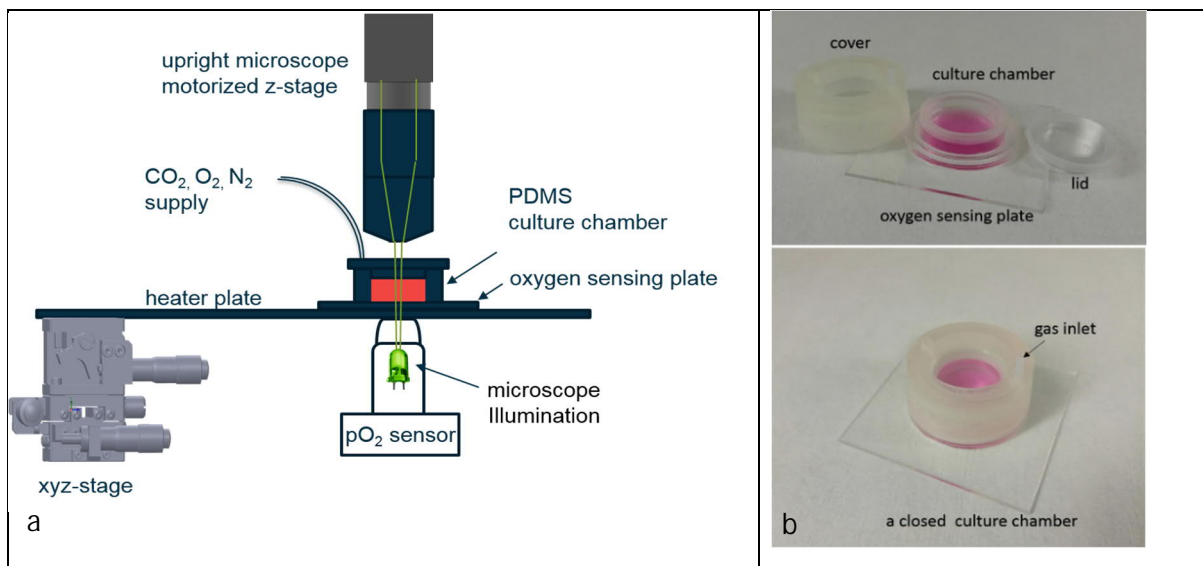 upright microscope
motorized z-stage
CO2, O2, N2
supply
PDMS
culture chamber
oxygen sensing plate
heater plate
microscope
Illumination
pO2 sensor
xyz-stage
a
cover
culture chamber
lid
oxygen sensing plate
gas inlet
a closed culture chamber
b